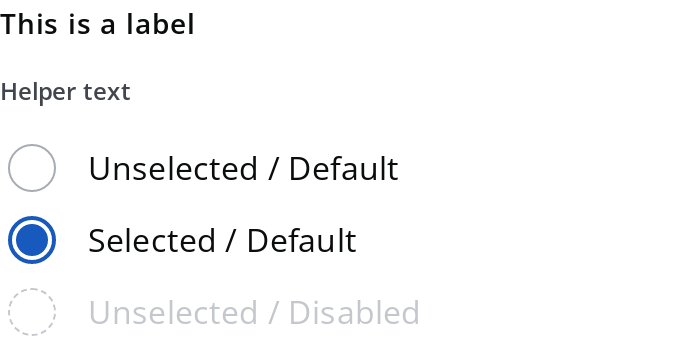 This is a label
Helper text
Unselected / Default
Selected / Default
Unselected / Disabled